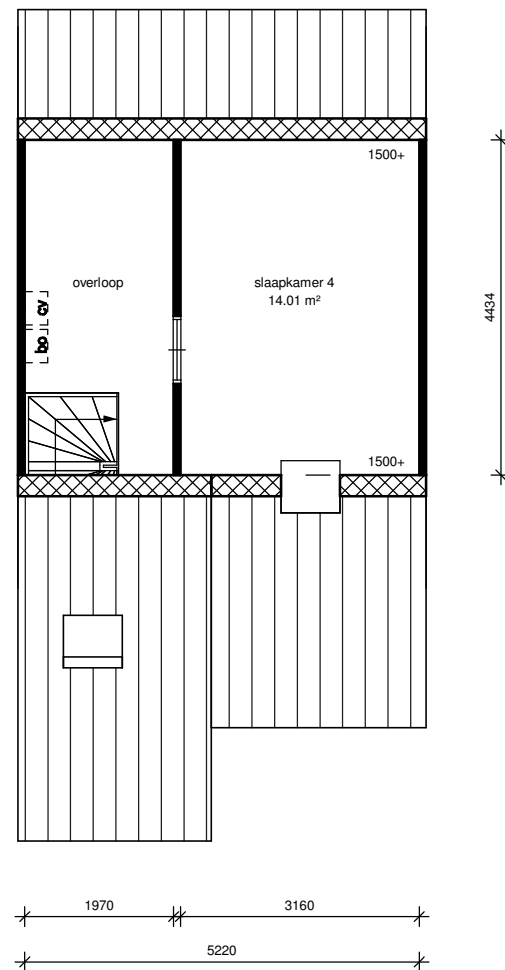 1500+
overloop
slaapkamer 4
14.01 m²
4434
cv
bo
1500+
1970
3160
5220